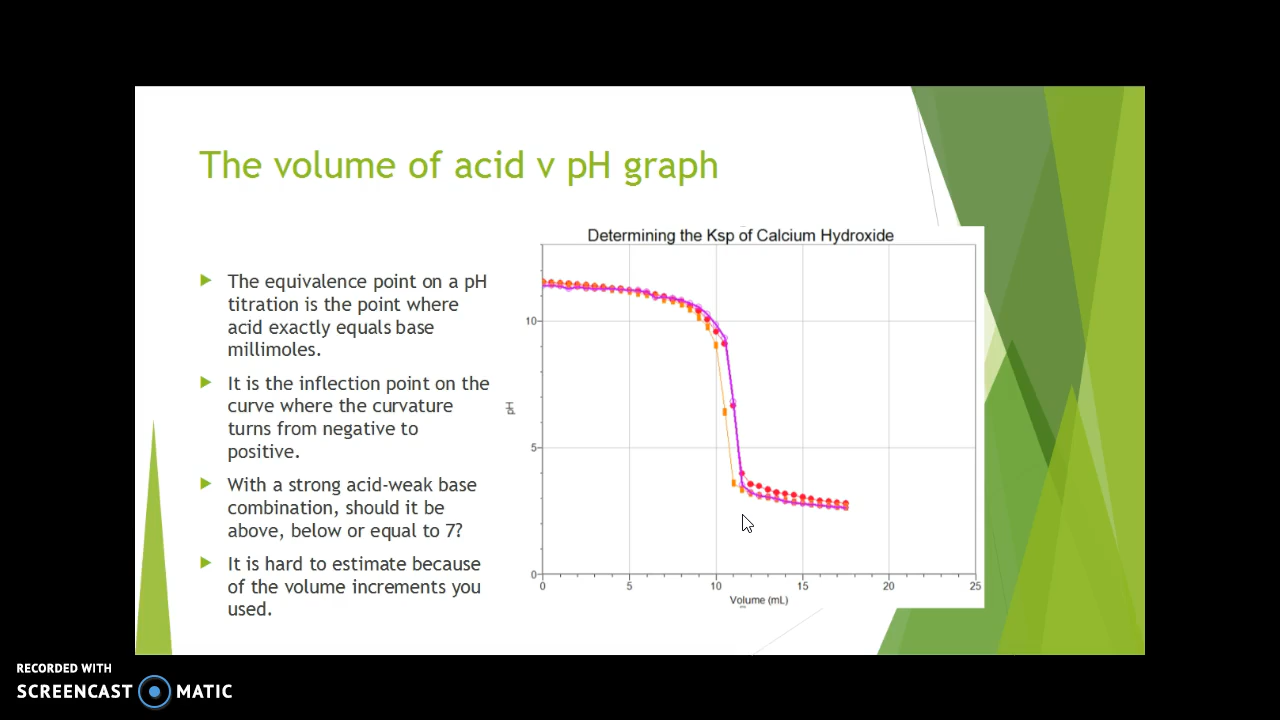 The volume of acid v pH graph
The equivalence point on a pH
titration is the point where
acid exactly equals base
millimoles.
It is the inflection point on the
curve where the curvature
turns from negative to
positive.
With a strong acid-weak base
combination, should it be
above, below or equal to 7?
It is hard to estimate because
of the volume increments you
used.
Determining the Ksp of Calcium Hydroxide
10
5
0
pH
0 5 10 15 20 25
Volume (mL)
RECORDED WITH
SCREENCAST MATIC